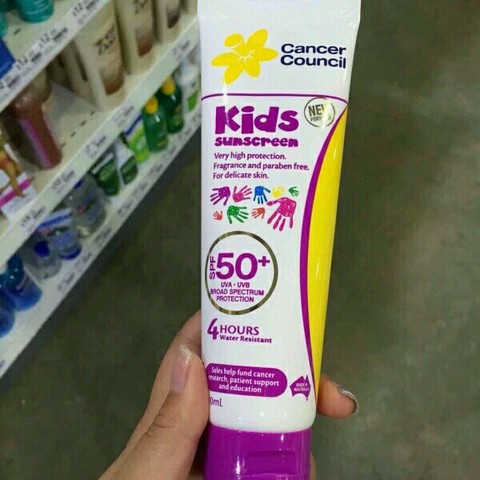 Cancer
Council
Kids
sunscreen
NEW
Very high protection.
Fragrance and paraben free.
For delicate skin.
SPF 50+
UVA - UVB
BROAD SPECTRUM
PROTECTION
4 HOURS
Water Resistant
Sales help fund cancer
research, patient support
and education